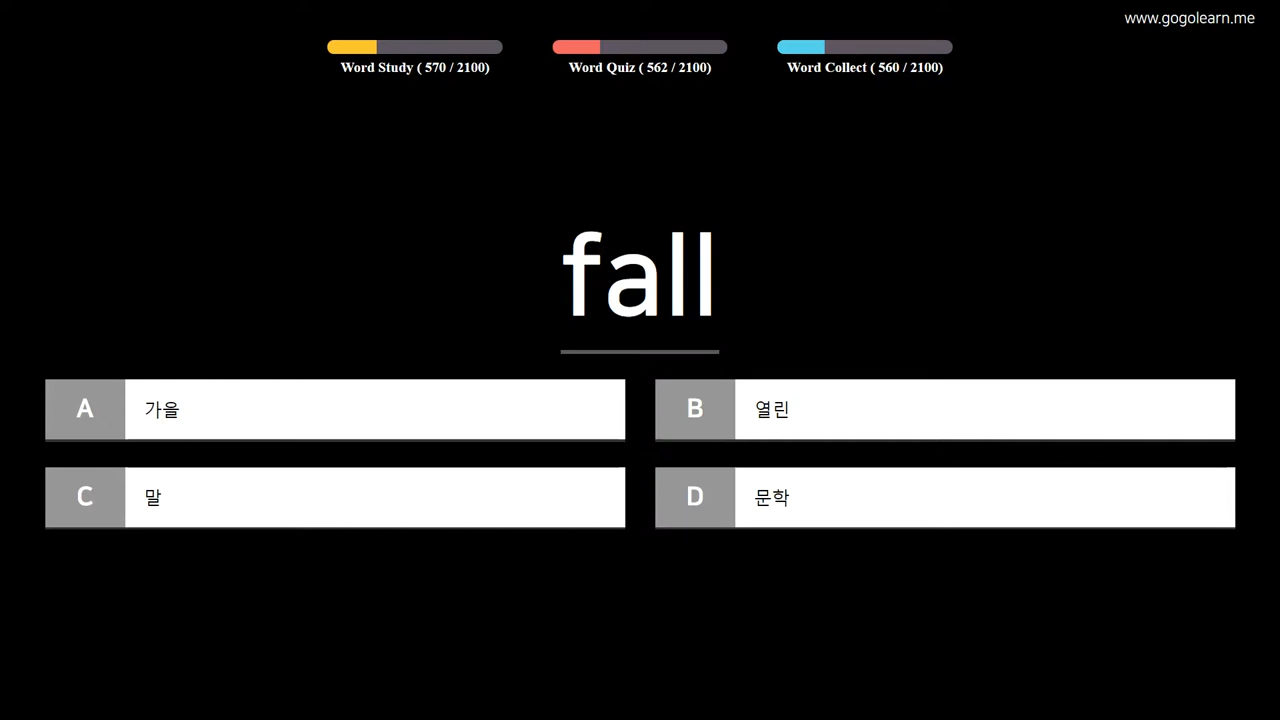 www.gogolearn.me
Word Study ( 570 / 2100)
Word Quiz ( 562 / 2100)
Word Collect ( 560 / 2100)
fall
A 가을
B 열린
C 말
D 문학